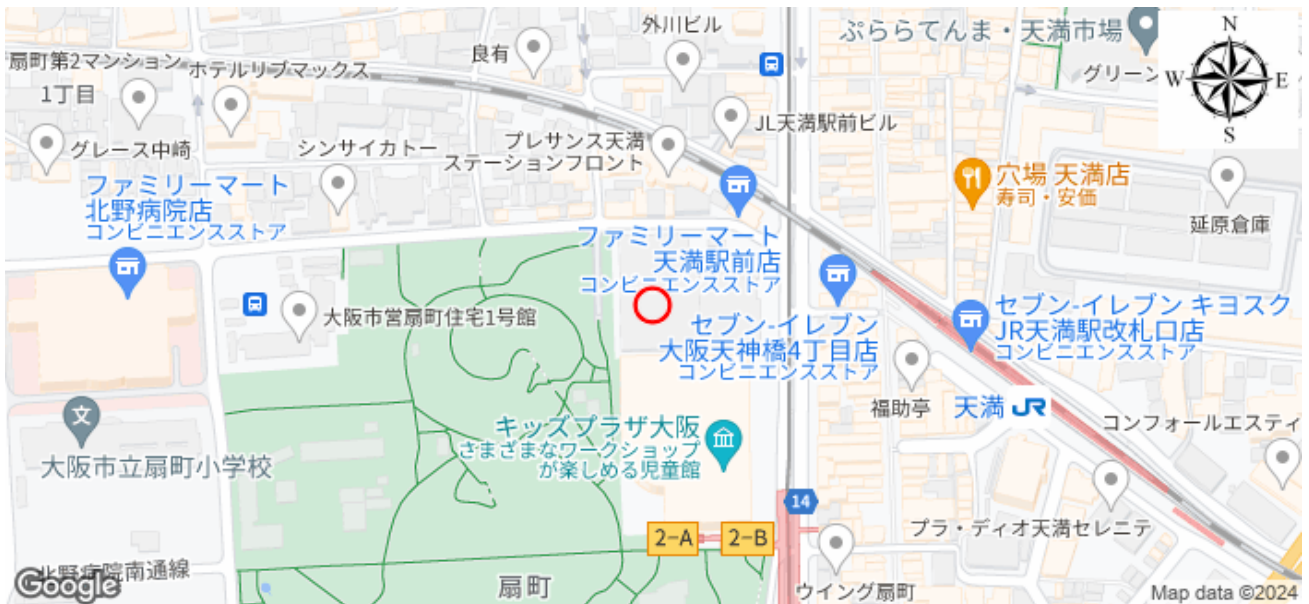 外川ビル
ぷららてんま・天満市場
N
良有
扇町第2マンション
ホテルリブマックス
グリーン
W
E
1丁目
JL天満駅前ビル
S
グレース中崎
シンサイカトー
プレサンス天満
ステーションフロント
穴場 天満店
寿司・安価
ファミリーマート
北野病院店
コンビニエンスストア
延原倉庫
ファミリーマート
天満駅前店
コンビニエンスストア
大阪市営扇町住宅1号館
セブン-イレブン
大阪天神橋4丁目店
コンビニエンスストア
セブン-イレブン キヨスク
JR天満駅改札口店
コンビニエンスストア
福助亭
天満 JR
キッズプラザ大阪
さまざまなワークショップ
が楽しめる児童館
コンフォールエスティ
文
大阪市立扇町小学校
14
プラ・ディオ天満セレニテ
2-A
2-B
北野病院南通線
Google
扇町
ウイング扇町
Map data ©2024